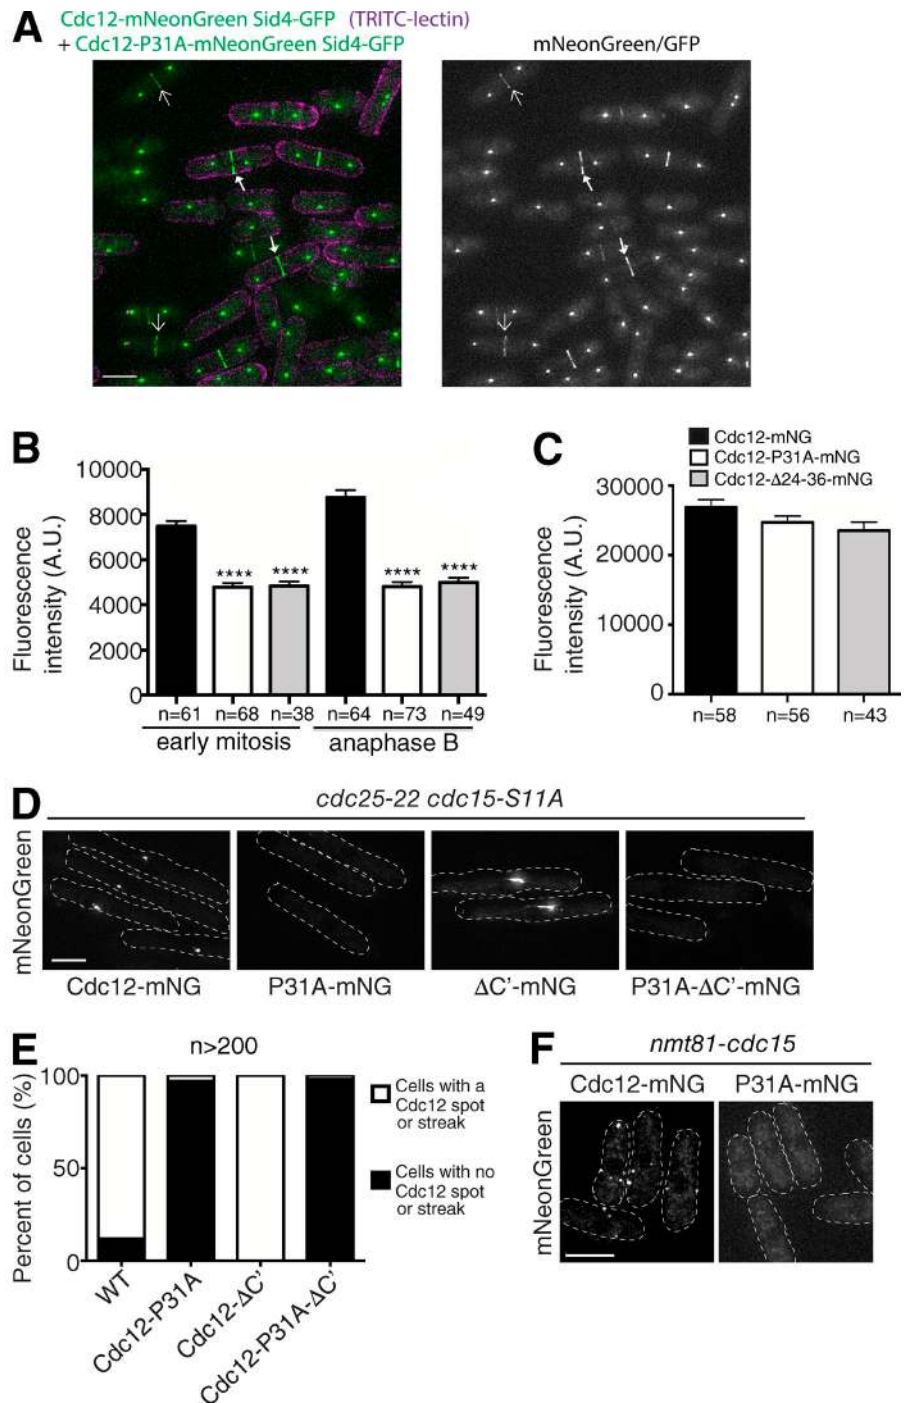 A
Cdc12-mNeonGreen Sid4-GFP (TRITC-lectin)
+ Cdc12-P31A-mNeonGreen Sid4-GFP
mNeonGreen/GFP
B
Fluorescence
intensity (A.U.)
10000
8000
6000
4000
2000
0
**** **** **** ****
n=61 n=68 n=38 n=64 n=73 n=49
early mitosis anaphase B
C
Cdc12-mNG
Cdc12-P31A-mNG
Cdc12-Δ24-36-mNG
Fluorescence
intensity (A.U.)
30000
20000
10000
0
n=58 n=56 n=43
D
cdc25-22 cdc15-S11A
mNeonGreen
Cdc12-mNG P31A-mNG ΔC'-mNG P31A-ΔC'-mNG
E
n>200
Percent of cells (%)
100
50
0
WT
Cdc12-P31A
Cdc12-ΔC'
Cdc12-P31A-ΔC'
Cells with a
Cdc12 spot
or streak
Cells with no
Cdc12 spot
or streak
F
nmt81-cdc15
Cdc12-mNG P31A-mNG
mNeonGreen